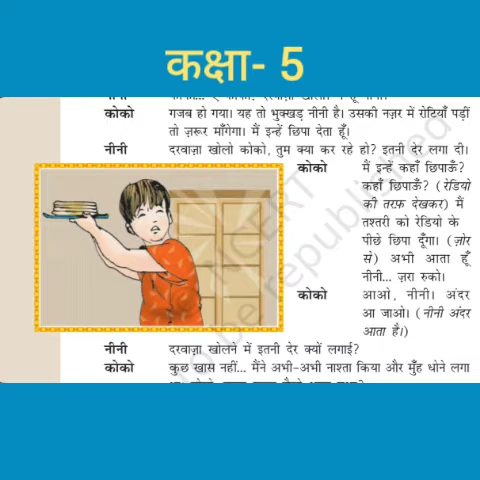 कक्षा- 5
कोको गजब हो गया। यह तो भुक्खड़ नीनी है। उसकी नज़र में रोटियाँ पड़ीं
तो ज़रूर माँगेगा। मैं इन्हें छिपा देता हूँ।
नीनी दरवाज़ा खोलो कोको, तुम क्या कर रहे हो? इतनी देर लगा दी।
कोको मैं इन्हें कहाँ छिपाऊँ?
कहाँ छिपाऊँ? (रेडियो
की तरफ़ देखकर) मैं
तश्तरी को रेडियो के
पीछे छिपा दूँगा। (ज़ोर
से) अभी आता हूँ
नीनी... ज़रा रुको।
कोको आओ, नीनी। अंदर
आ जाओ। (नीनी अंदर
आता है।)
नीनी दरवाज़ा खोलने में इतनी देर क्यों लगाई?
कोको कुछ खास नहीं... मैंने अभी-अभी नाश्ता किया और मुँह धोने लगा